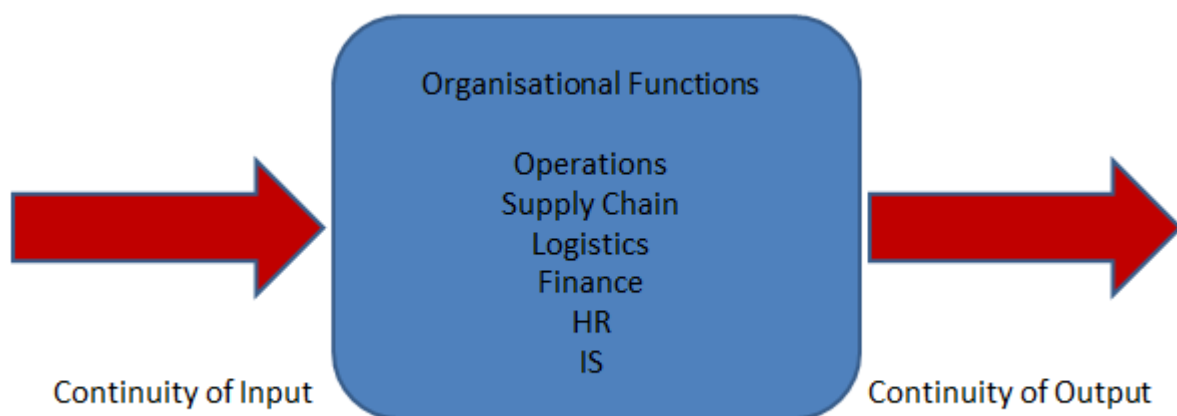 Organisational Functions
Operations
Supply Chain
Logistics
Finance
HR
IS
Continuity of Input
Continuity of Output